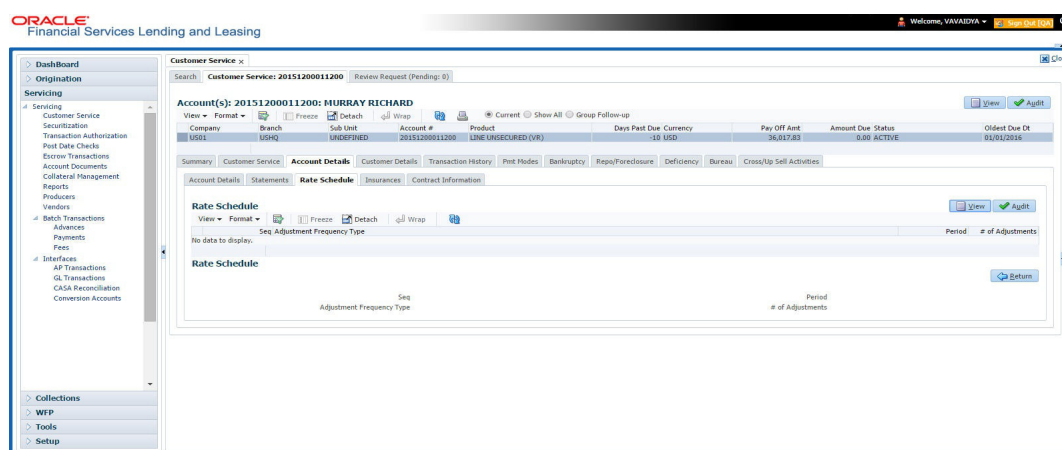 ORACLE
Financial Services Lending and Leasing
Welcome, VAVAIDYA Sign Out [QA]
DashBoard
Origination
Servicing
Servicing
Customer Service
Securitization
Transaction Authorization
Post Date Checks
Escrow Transactions
Account Documents
Collateral Management
Reports
Producers
Vendors
Batch Transactions
Advances
Payments
Fees
Interfaces
AP Transactions
GL Transactions
CASA Reconciliation
Conversion Accounts
Collections
WFP
Tools
Setup
Customer Service x Clo
Search Customer Service: 20151200011200 Review Request (Pending: 0)
Account(s): 20151200011200: MURRAY RICHARD View Audit
View Format Freeze Detach Wrap Current Show All Group Follow-up
Company Branch Sub Unit Account # Product Days Past Due Currency Pay Off Amt Amount Due Status Oldest Due Dt
US01 USHQ UNDEFINED 20151200011200 LINE UNSECURED (VR) -10 USD 36,017.83 0.00 ACTIVE 01/01/2016
Summary Customer Service Account Details Customer Details Transaction History Pmt Modes Bankruptcy Repo/Foreclosure Deficiency Bureau Cross/Up Sell Activities
Account Details Statements Rate Schedule Insurances Contract Information
Rate Schedule View Audit
View Format Freeze Detach Wrap
Seq Adjustment Frequency Type Period # of Adjustments
No data to display.
Rate Schedule
Return
Seq Period
Adjustment Frequency Type # of Adjustments